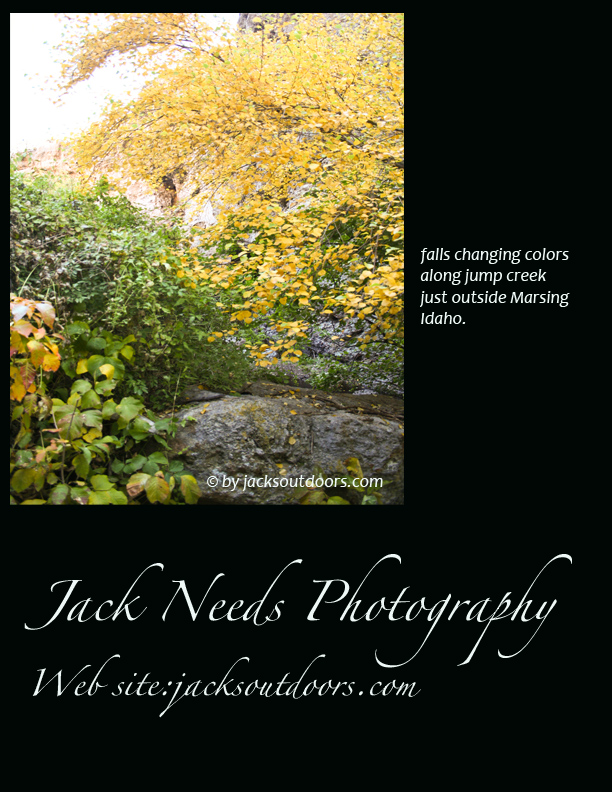 falls changing colors
along jump creek
just outside Marsing
Idaho.
© by jacksoutdoors.com
Jack Needs Photography
Web site:jacksoutdoors.com